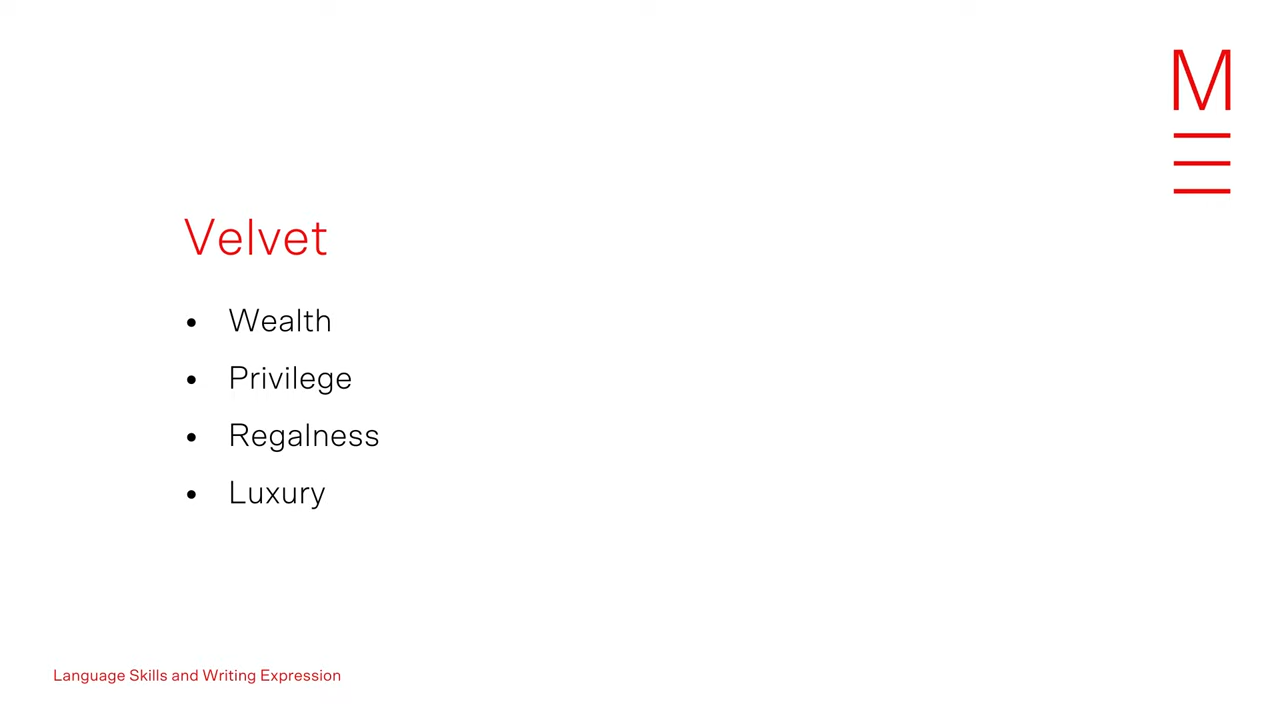 M
Velvet
• Wealth
• Privilege
• Regalness
• Luxury
Language Skills and Writing Expression